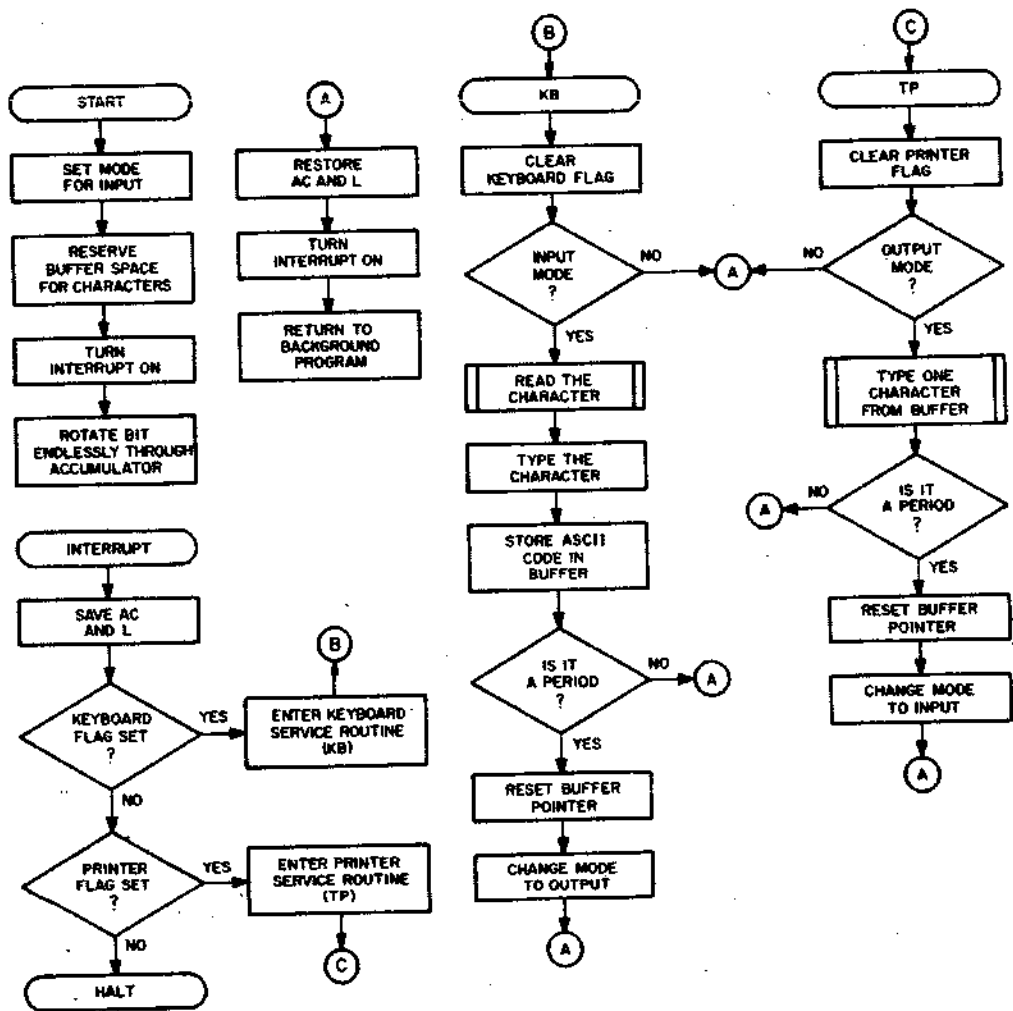 START
SET MODE
FOR INPUT
RESERVE
BUFFER SPACE
FOR CHARACTERS
TURN
INTERRUPT ON
ROTATE BIT
ENDLESSLY THROUGH
ACCUMULATOR
A
RESTORE
AC AND L
TURN
INTERRUPT ON
RETURN TO
BACKGROUND
PROGRAM
INTERRUPT
SAVE AC
AND L
KEYBOARD
FLAG SET
?
YES
ENTER KEYBOARD
SERVICE ROUTINE
(KB)
B
NO
PRINTER
FLAG SET
?
YES
ENTER PRINTER
SERVICE ROUTINE
(TP)
C
NO
HALT
B
KB
CLEAR
KEYBOARD FLAG
INPUT
MODE
?
NO
A
YES
READ THE
CHARACTER
TYPE THE
CHARACTER
STORE ASCII
CODE IN
BUFFER
IS IT
A PERIOD
?
NO
A
YES
RESET BUFFER
POINTER
CHANGE MODE
TO OUTPUT
A
C
TP
CLEAR PRINTER
FLAG
OUTPUT
MODE
?
NO
YES
TYPE ONE
CHARACTER
FROM BUFFER
IS IT
A PERIOD
?
NO
A
YES
RESET BUFFER
POINTER
CHANGE MODE
TO INPUT
A